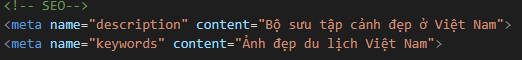 <!-- SEO-->
<meta name="description" content="Bộ sưu tập cảnh đẹp ở Việt Nam">
<meta name="keywords" content="Ảnh đẹp du lịch Việt Nam">